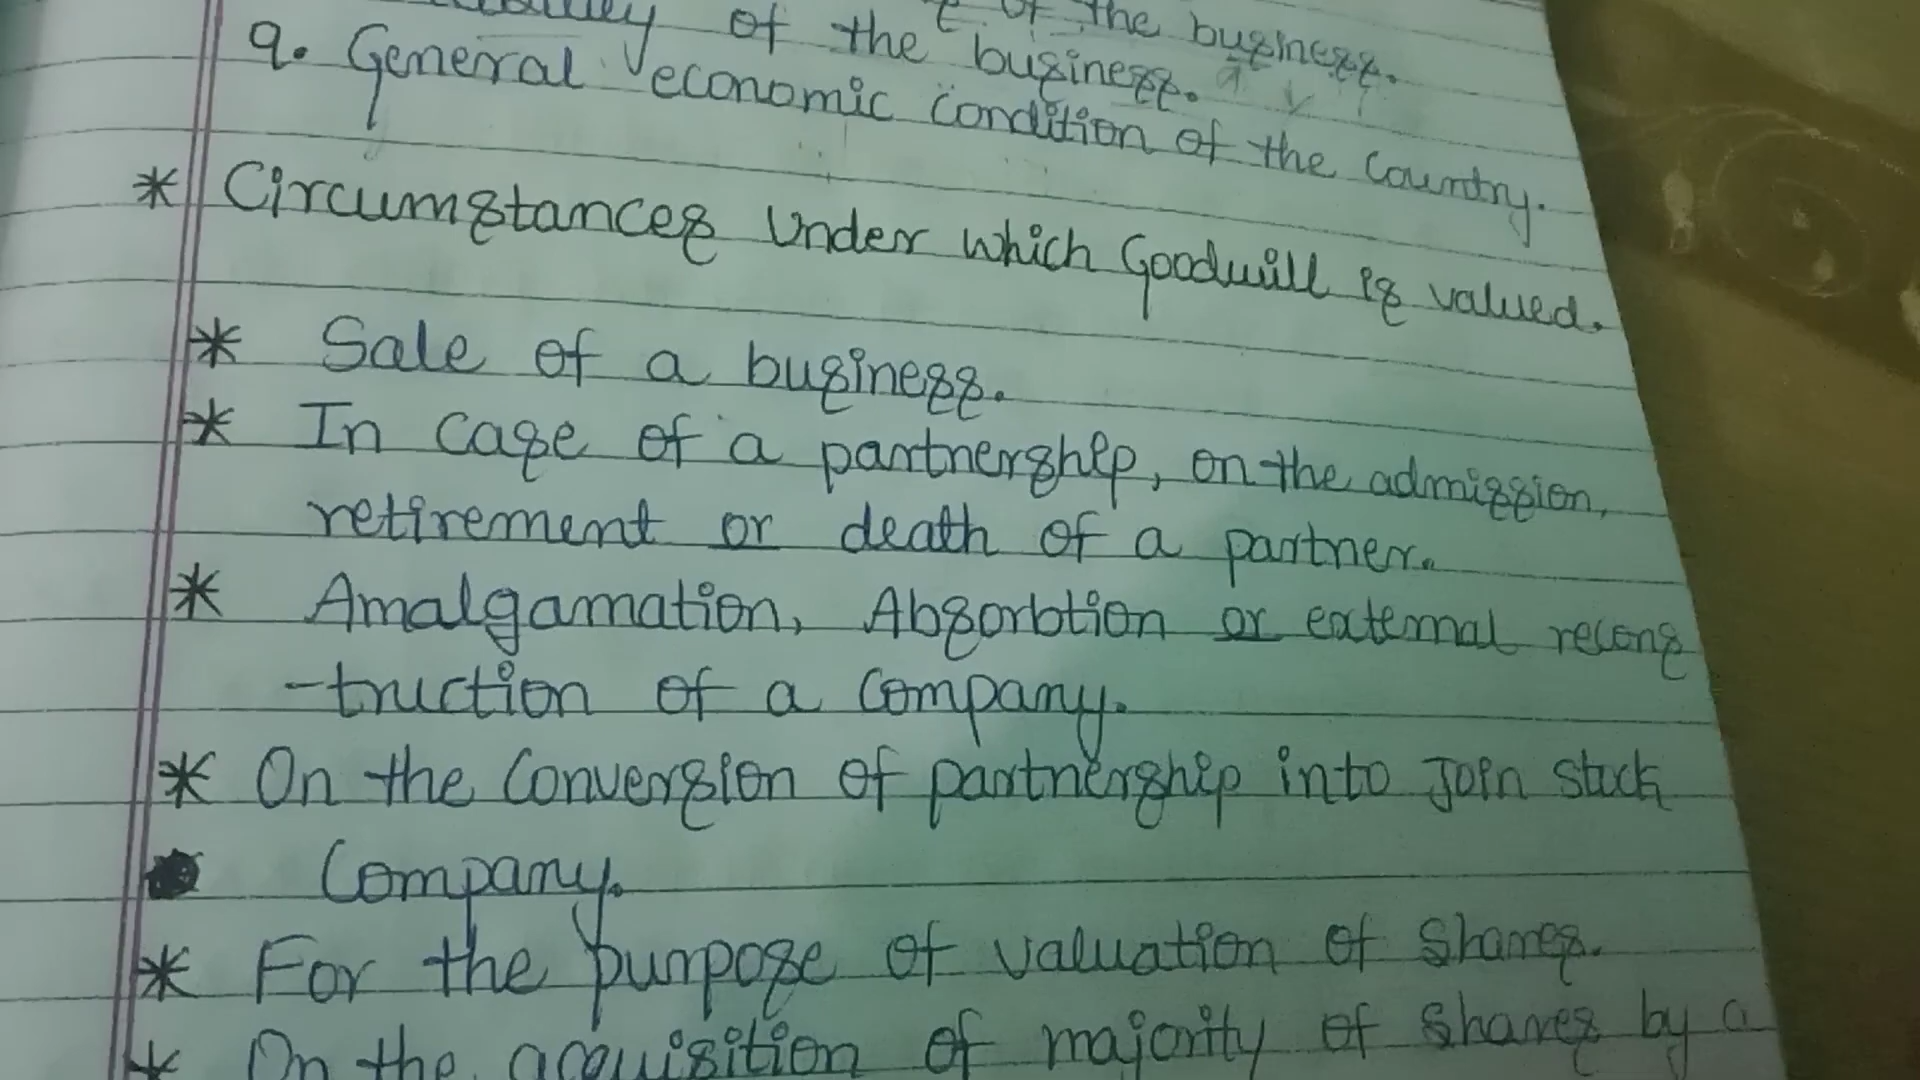 of the business.
of the business.
9. General economic condition of the Country.
* Circumstances Under which Goodwill is valued.
* Sale of a business.
* In Case of a partnership, on the admission,
retirement or death of a partner.
* Amalgamation, Absorbtion or external recons
-truction of a Company.
* On the Conversion of partnership into Join stock
Company.
* For the purpose of valuation of Shares.
* On the acquisition of majority of Shares by a